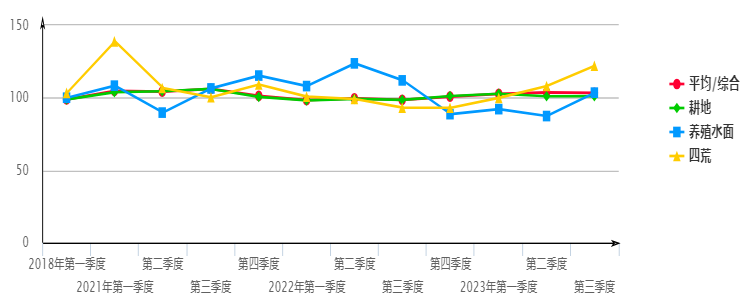 150
100
50
0
2018年第一季度
第二季度
第四季度
第二季度
第四季度
第二季度
2021年第一季度
第三季度
2022年第一季度
第三季度
2023年第一季度
第三季度
平均/综合
耕地
养殖水面
四荒